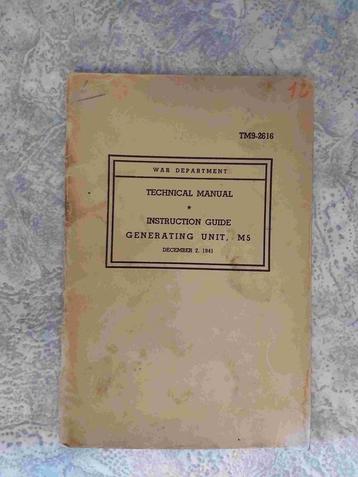 TM9-2616
WAR DEPARTMENT
TECHNICAL MANUAL
★
INSTRUCTION GUIDE
GENERATING UNIT, M5
DECEMBER 2, 1941